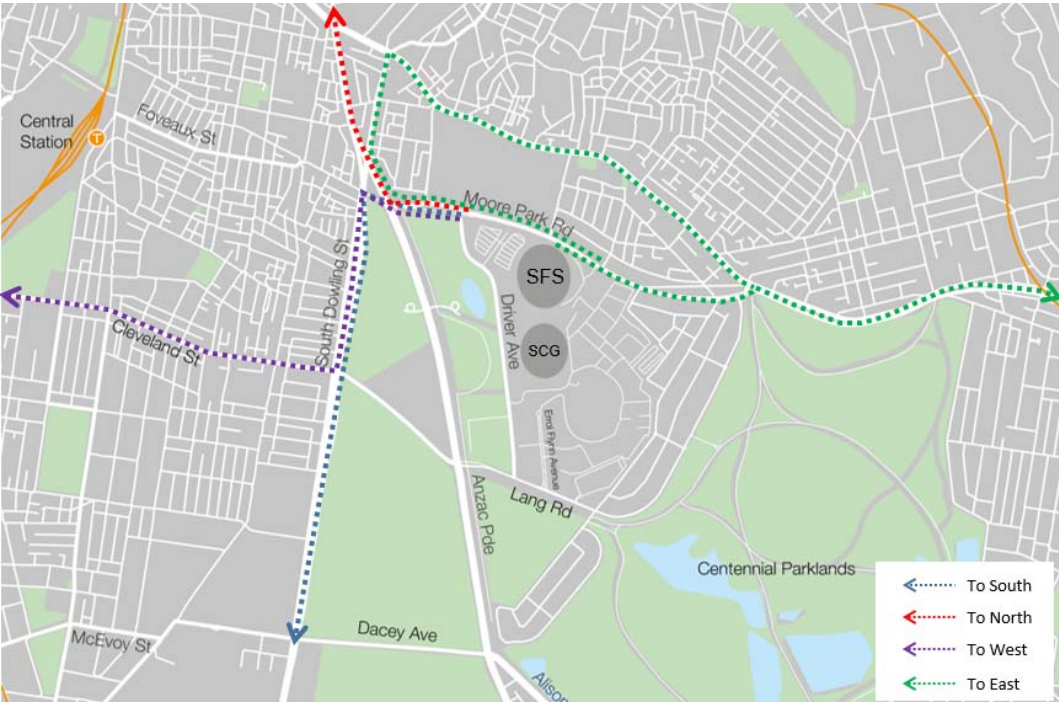 Central
Station
T
Foveaux St
Moore Park Rd
South Dowling St
SFS
Driver Ave
SCG
Cleveland St
Errol Flynn Avenue
Anzac Pde
Lang Rd
Centennial Parklands
McEvoy St
Dacey Ave
Alison
To South
To North
To West
To East